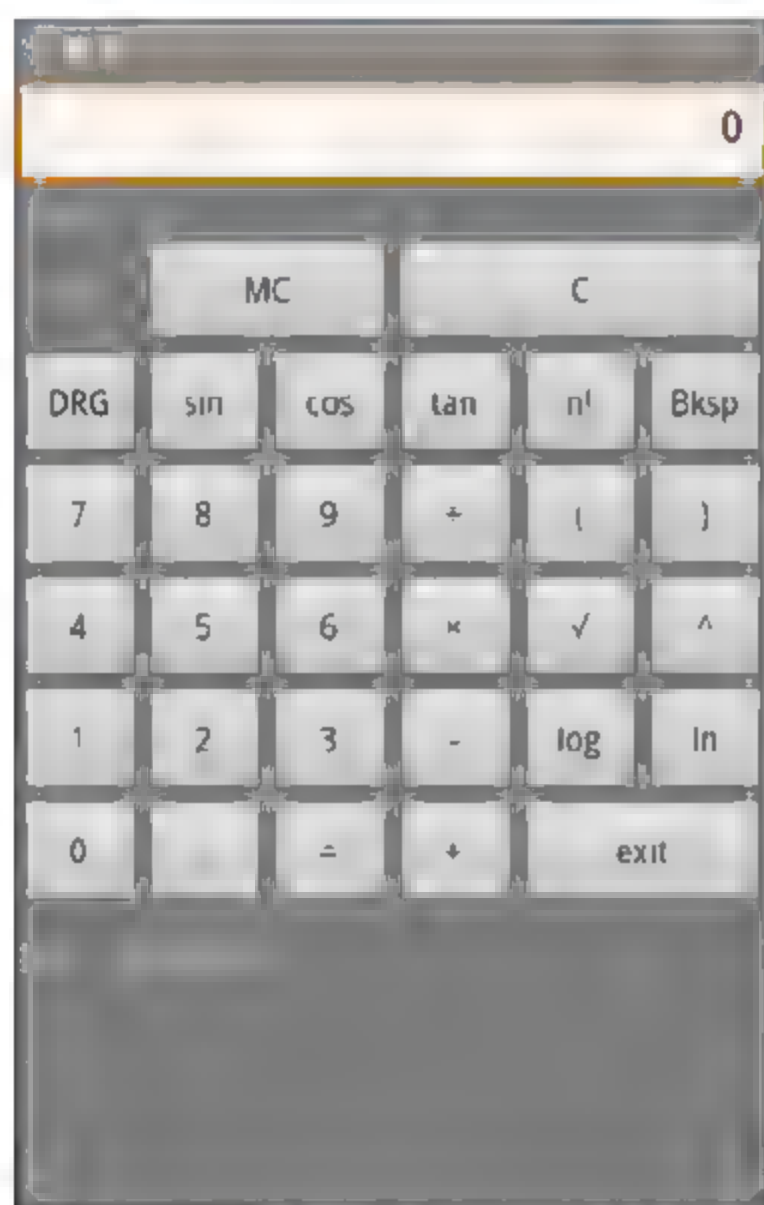 0
MC C
DRG sin cos tan n! Bksp
7 8 9 ÷ ( )
4 5 6 × √ ^
1 2 3 - log ln
0 = + exit